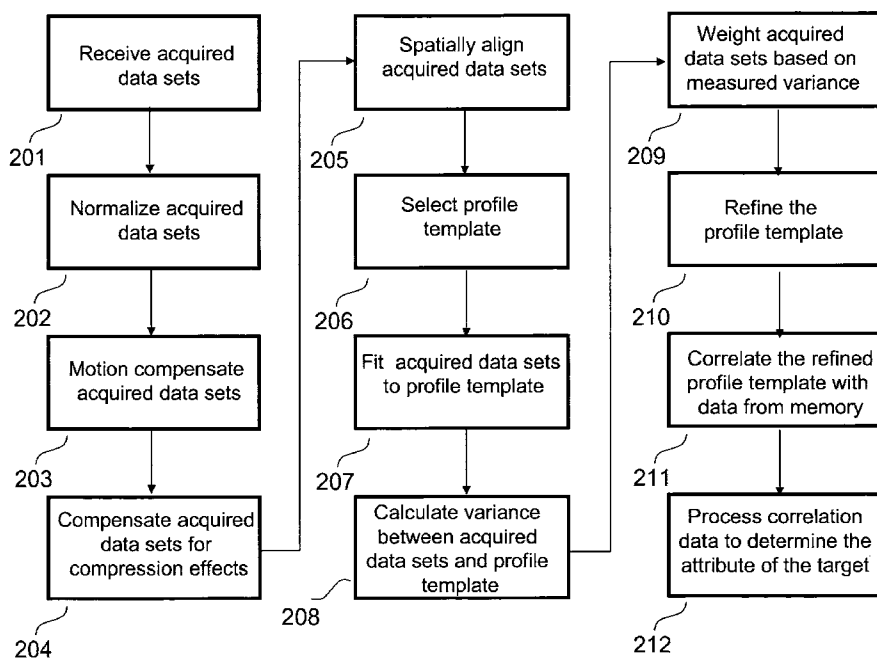 Receive acquired
data sets
201
Normalize acquired
data sets
202
Motion compensate
acquired data sets
203
Compensate acquired
data sets for
compression effects
204
Spatially align
acquired data sets
205
Select profile
template
206
Fit acquired data sets
to profile template
207
Calculate variance
between acquired
data sets and profile
template
208
Weight acquired
data sets based on
measured variance
209
Refine the
profile template
210
Correlate the refined
profile template with
data from memory
211
Process correlation
data to determine the
attribute of the target
212